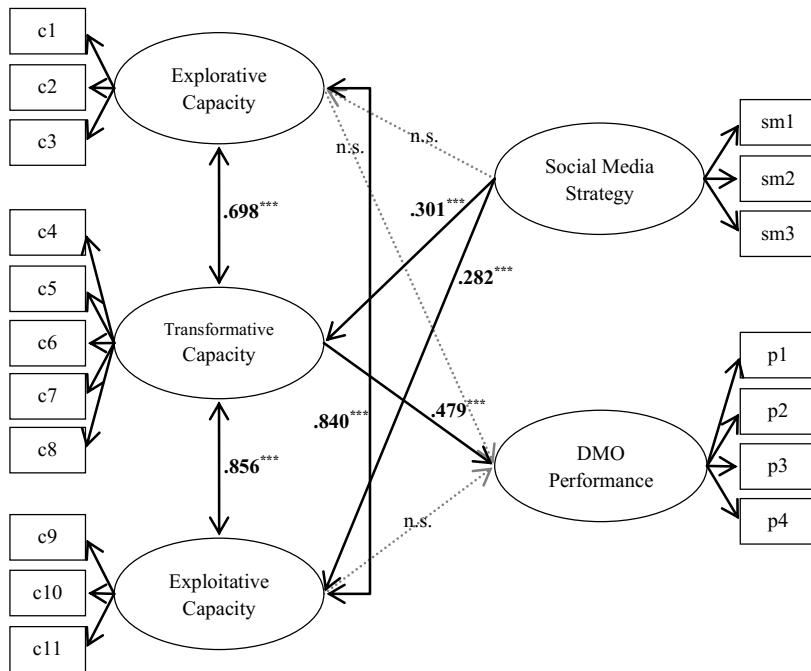 c1
c2
c3
Explorative
Capacity
n.s.
n.s.
sm1
sm2
sm3
Social Media
Strategy
.698***
.301***
.282***
c4
c5
c6
c7
c8
Transformative
Capacity
.840***
.479***
.856***
p1
p2
p3
p4
DMO
Performance
n.s.
c9
c10
c11
Exploitative
Capacity